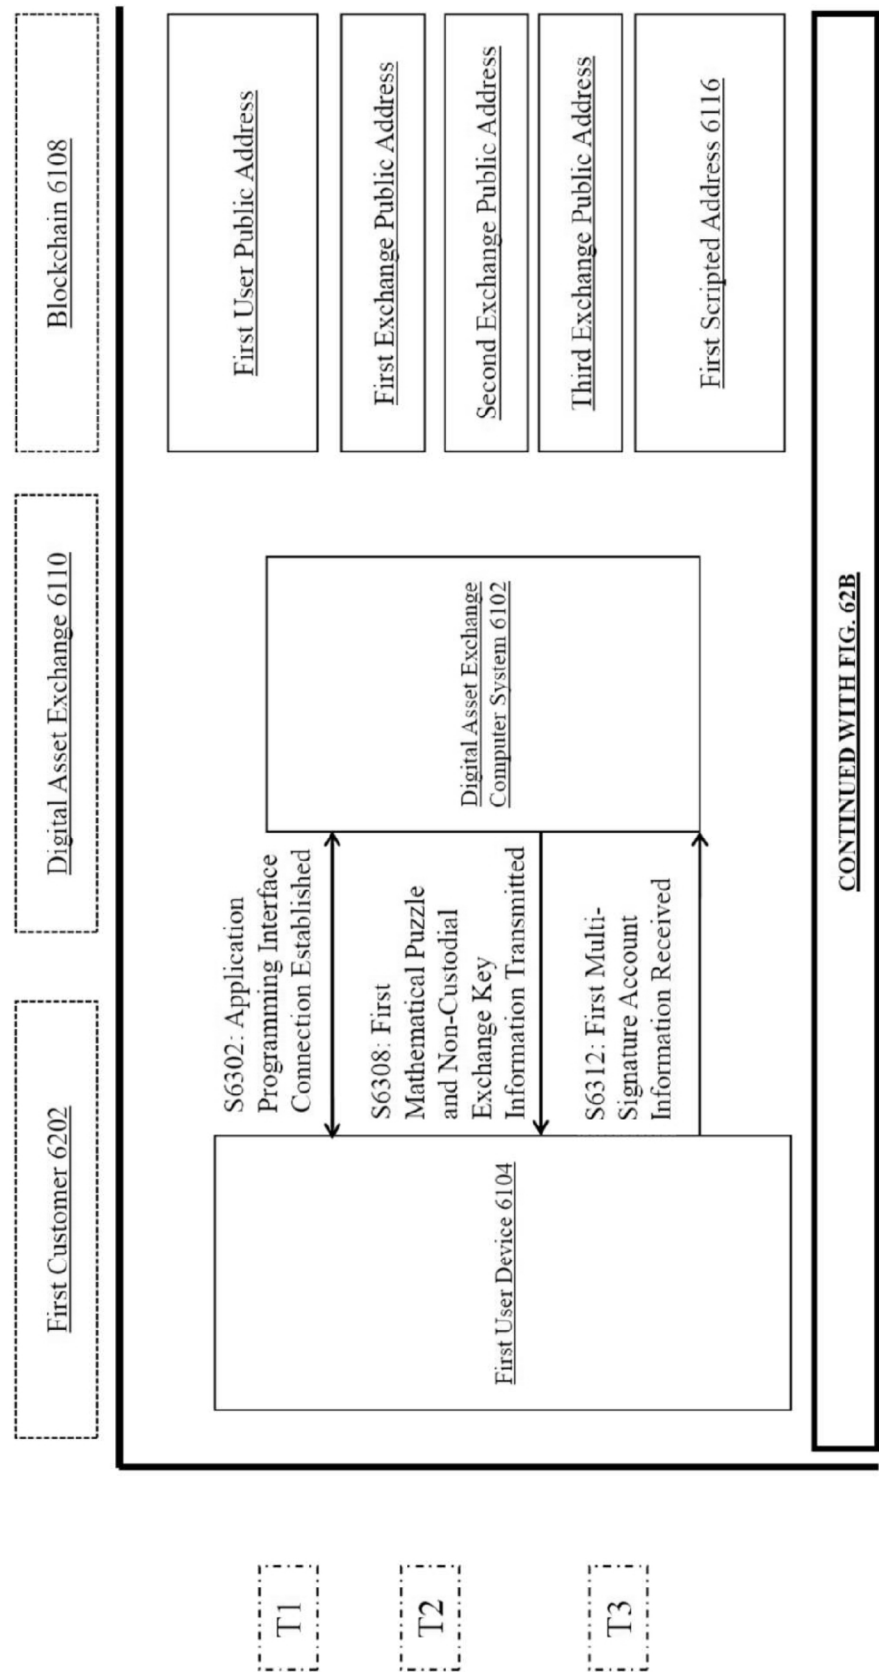 First Customer 6202
Digital Asset Exchange 6110
Blockchain 6108
T1
S6302: Application
Programming Interface
Connection Established
First User Public Address
T2
S6308: First
Mathematical Puzzle
and Non-Custodial
Exchange Key
Information Transmitted
First User Device 6104
Digital Asset Exchange
Computer System 6102
First Exchange Public Address
Second Exchange Public Address
T3
S6312: First Multi-
Signature Account
Information Received
Third Exchange Public Address
First Scripted Address 6116
CONTINUED WITH FIG. 62B